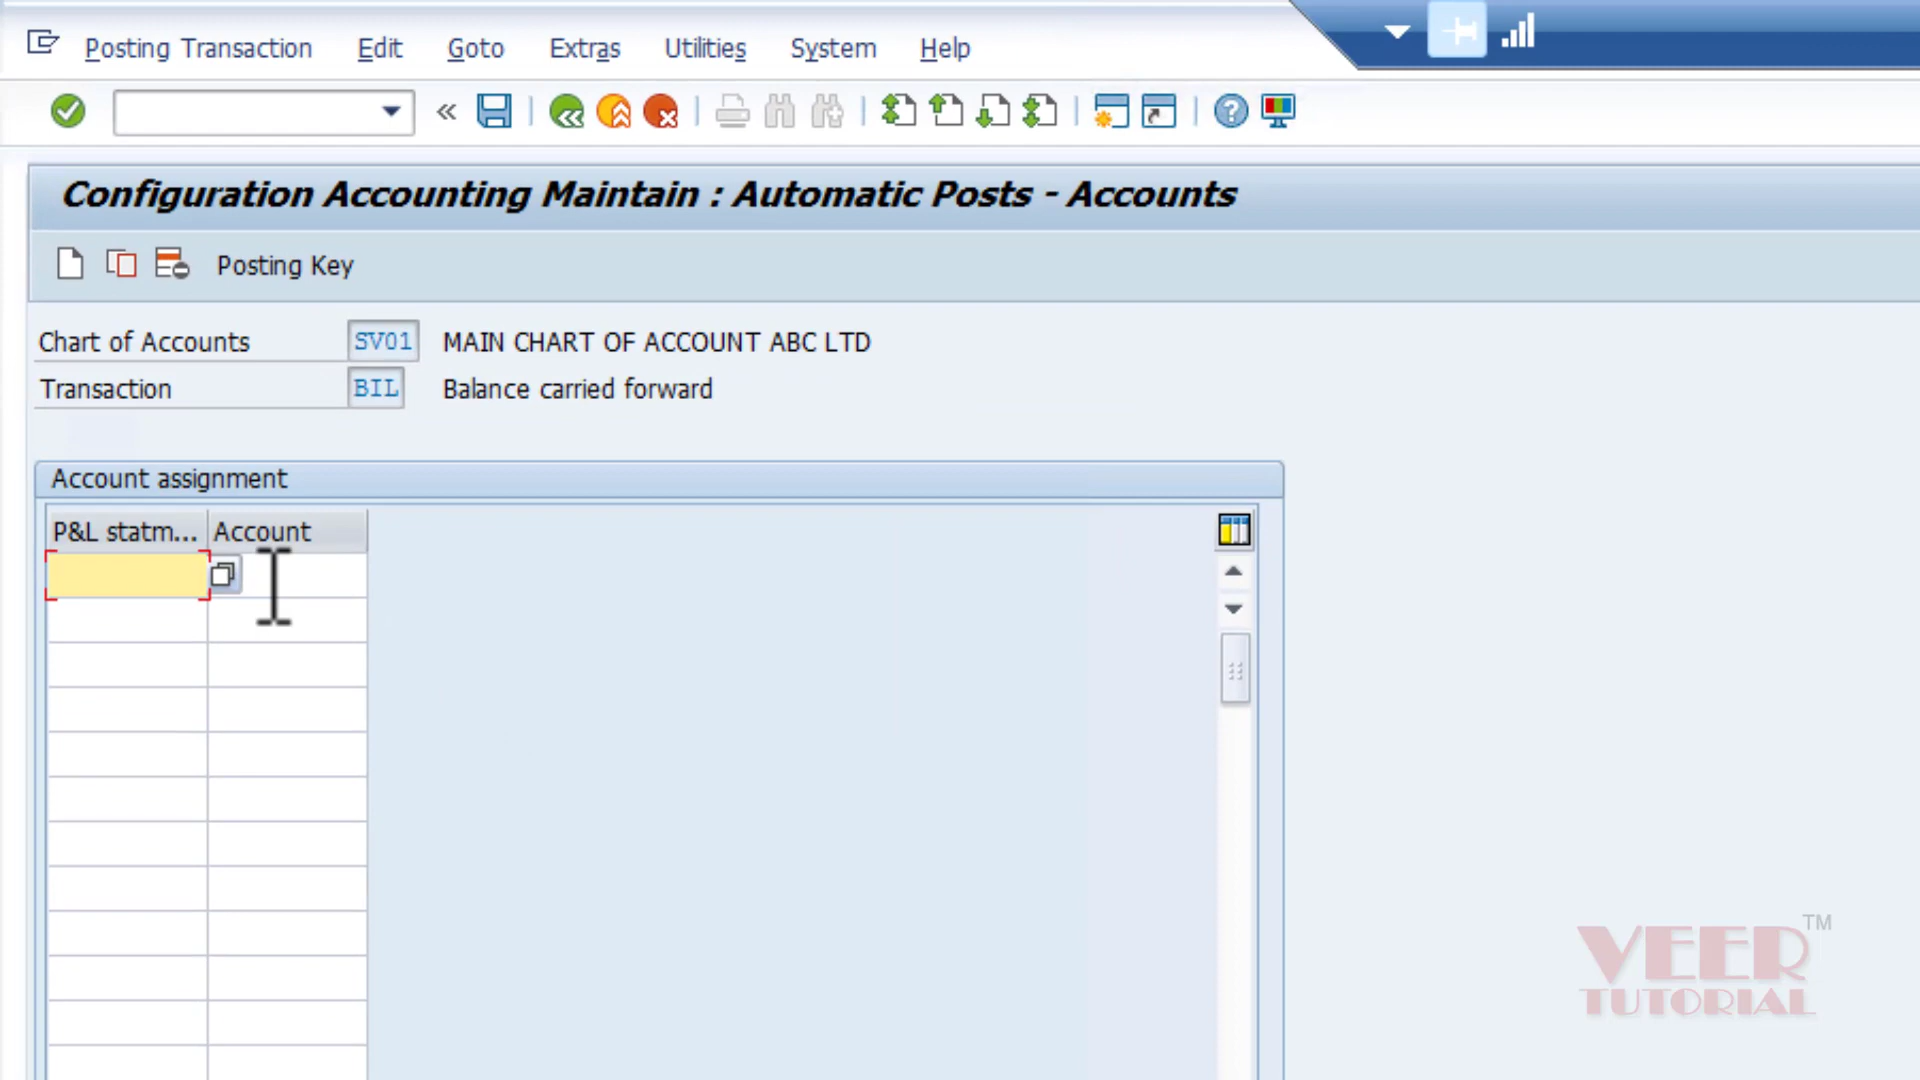 Posting Transaction Edit Goto Extras Utilities System Help
Configuration Accounting Maintain : Automatic Posts - Accounts
Posting Key
Chart of Accounts SV01 MAIN CHART OF ACCOUNT ABC LTD
Transaction BIL Balance carried forward
Account assignment
P&L statm... Account
VEER TM
TUTORIAL